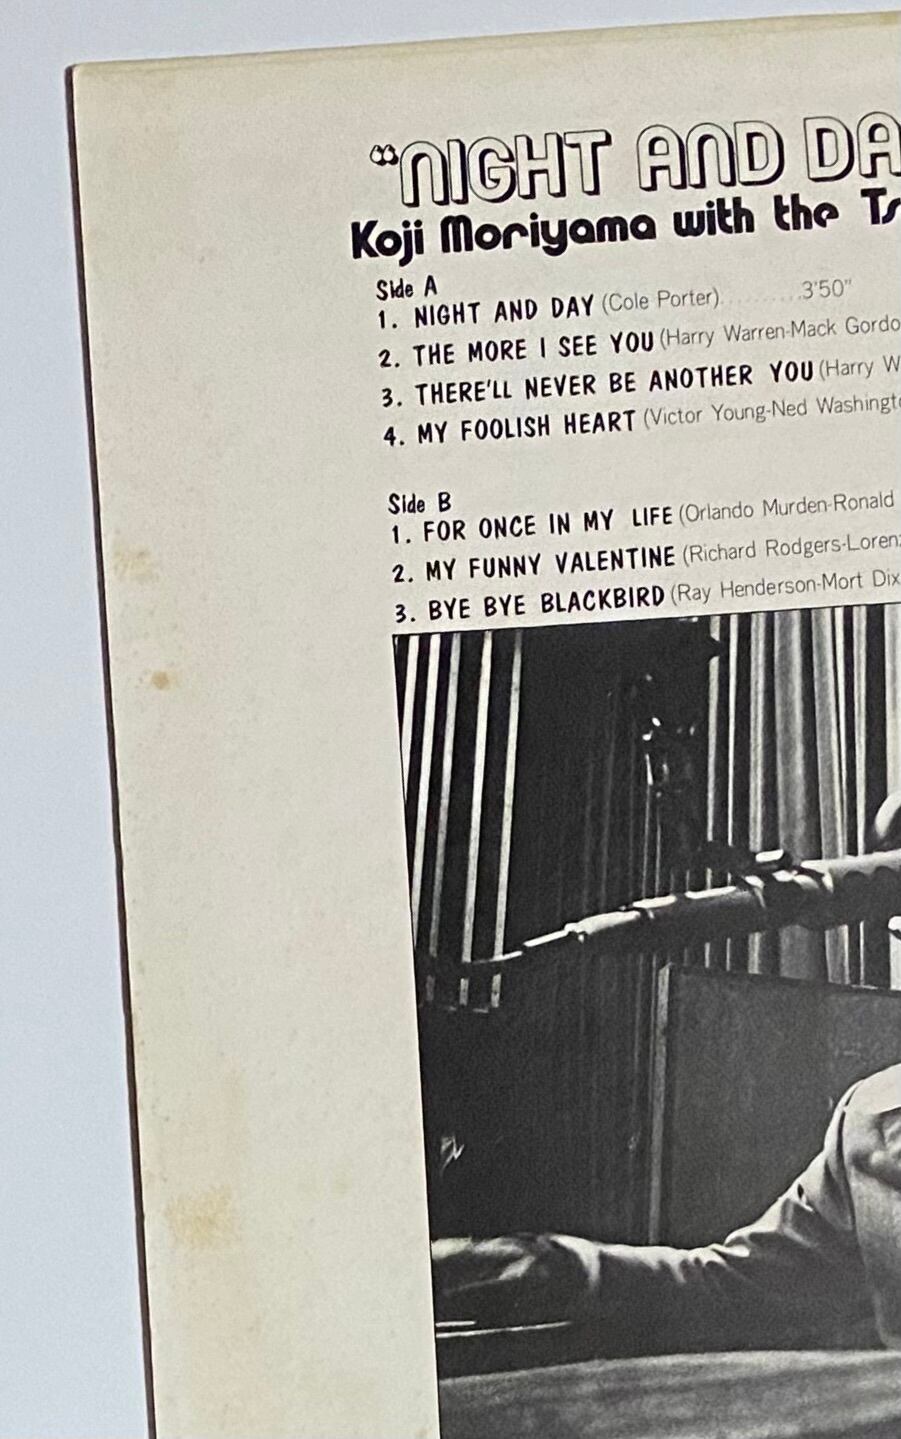 “NIGHT AND DA
Koji Moriyama with the Ts
Side A
1. NIGHT AND DAY (Cole Porter)..........3'50"
2. THE MORE I SEE YOU (Harry Warren-Mack Gordo
3. THERE'LL NEVER BE ANOTHER YOU (Harry W
4. MY FOOLISH HEART (Victor Young-Ned Washingto
Side B
1. FOR ONCE IN MY LIFE (Orlando Murden-Ronald
2. MY FUNNY VALENTINE (Richard Rodgers-Lorenz
3. BYE BYE BLACKBIRD (Ray Henderson-Mort Dix